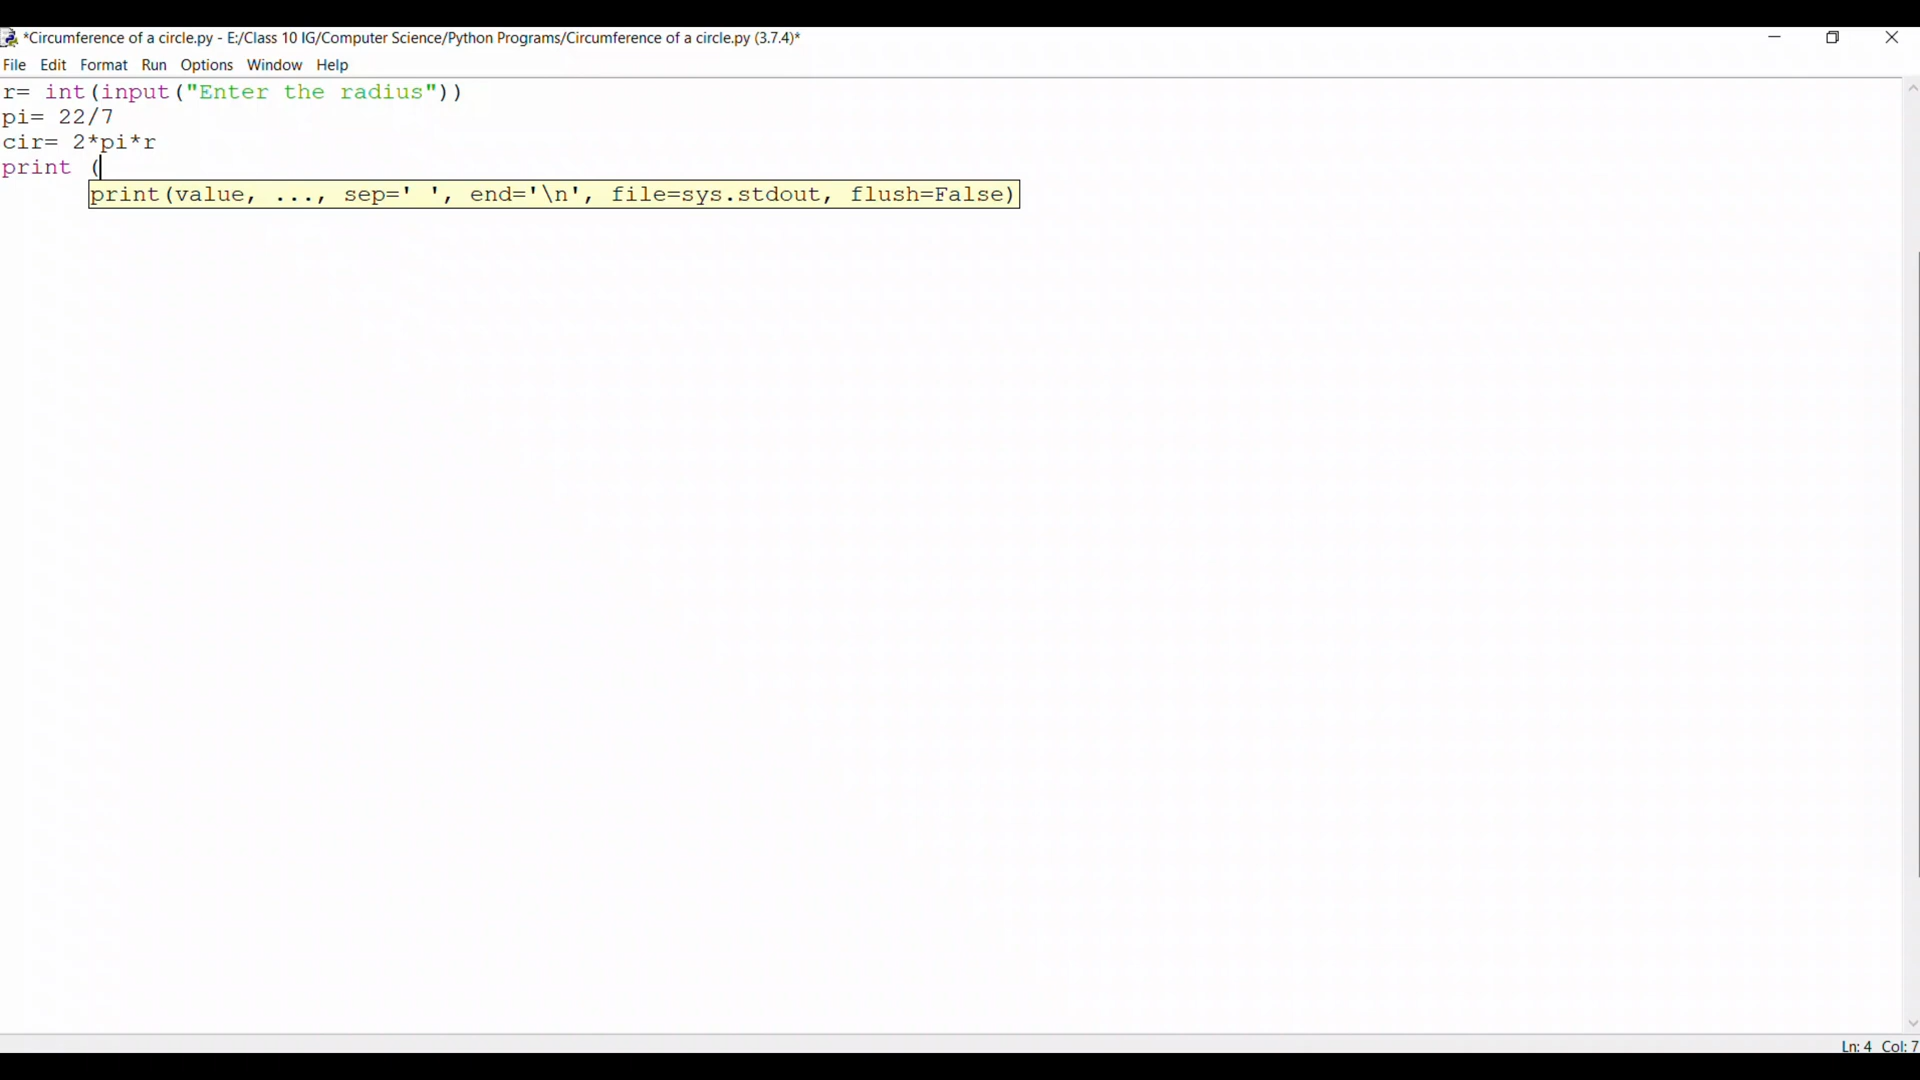 *Circumference of a circle.py - E:/Class 10 IG/Computer Science/Python Programs/Circumference of a circle.py (3.7.4)*
File Edit Format Run Options Window Help
r= int(input("Enter the radius"))
pi= 22/7
cir= 2*pi*r
print (
print(value, ..., sep=' ', end='\n', file=sys.stdout, flush=False)
Ln: 4 Col: 7